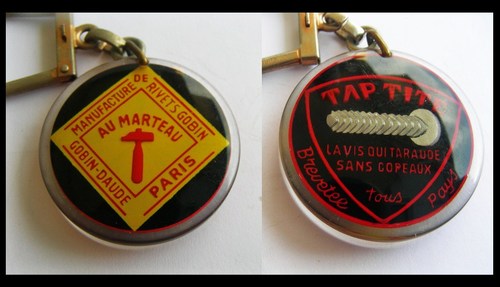 MANUFACTURE
DE RIVETS GOBIN
AU MARTEAU
GOBIN-DAUDE
PARIS
TAP TITE
LA VIS QUI TARAUDE
SANS COPEAUX
Brevetée tous pays